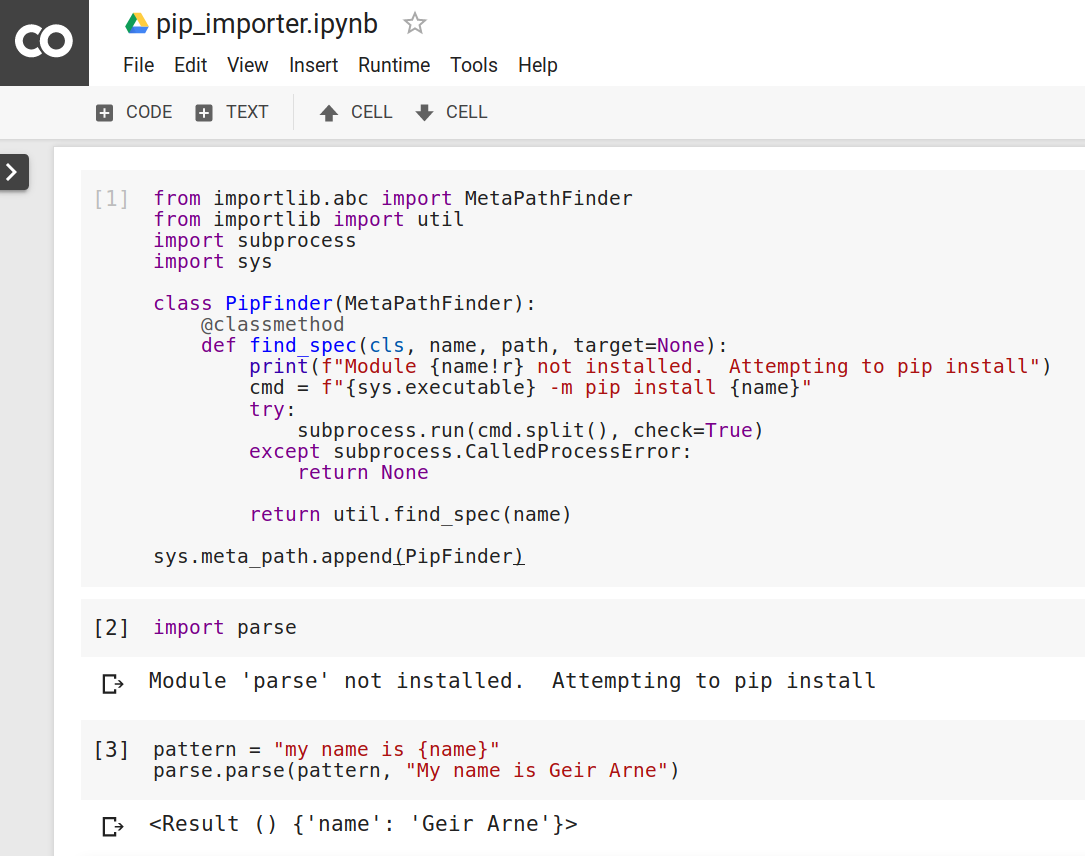 CO
pip_importer.ipynb
File Edit View Insert Runtime Tools Help
CODE TEXT CELL CELL
[1] from importlib.abc import MetaPathFinder
from importlib import util
import subprocess
import sys
class PipFinder(MetaPathFinder):
    @classmethod
    def find_spec(cls, name, path, target=None):
        print(f"Module {name!r} not installed.  Attempting to pip install")
        cmd = f"{sys.executable} -m pip install {name}"
        try:
            subprocess.run(cmd.split(), check=True)
        except subprocess.CalledProcessError:
            return None
        return util.find_spec(name)
sys.meta_path.append(PipFinder)
[2] import parse
Module 'parse' not installed.  Attempting to pip install
[3] pattern = "my name is {name}"
parse.parse(pattern, "My name is Geir Arne")
<Result () {'name': 'Geir Arne'}>